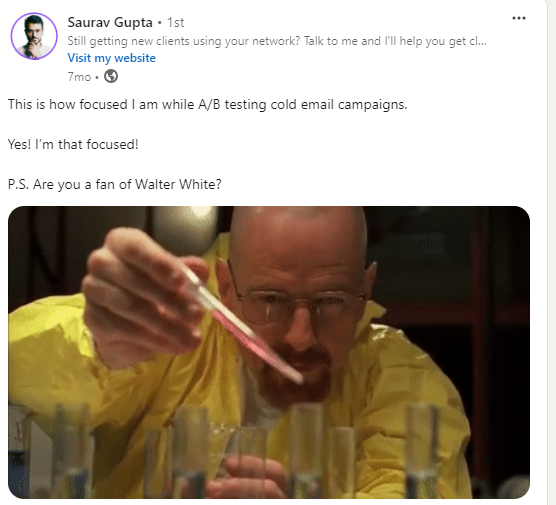 Saurav Gupta • 1st
Still getting new clients using your network? Talk to me and I'll help you get cl...
Visit my website
7mo •
This is how focused I am while A/B testing cold email campaigns.
Yes! I'm that focused!
P.S. Are you a fan of Walter White?